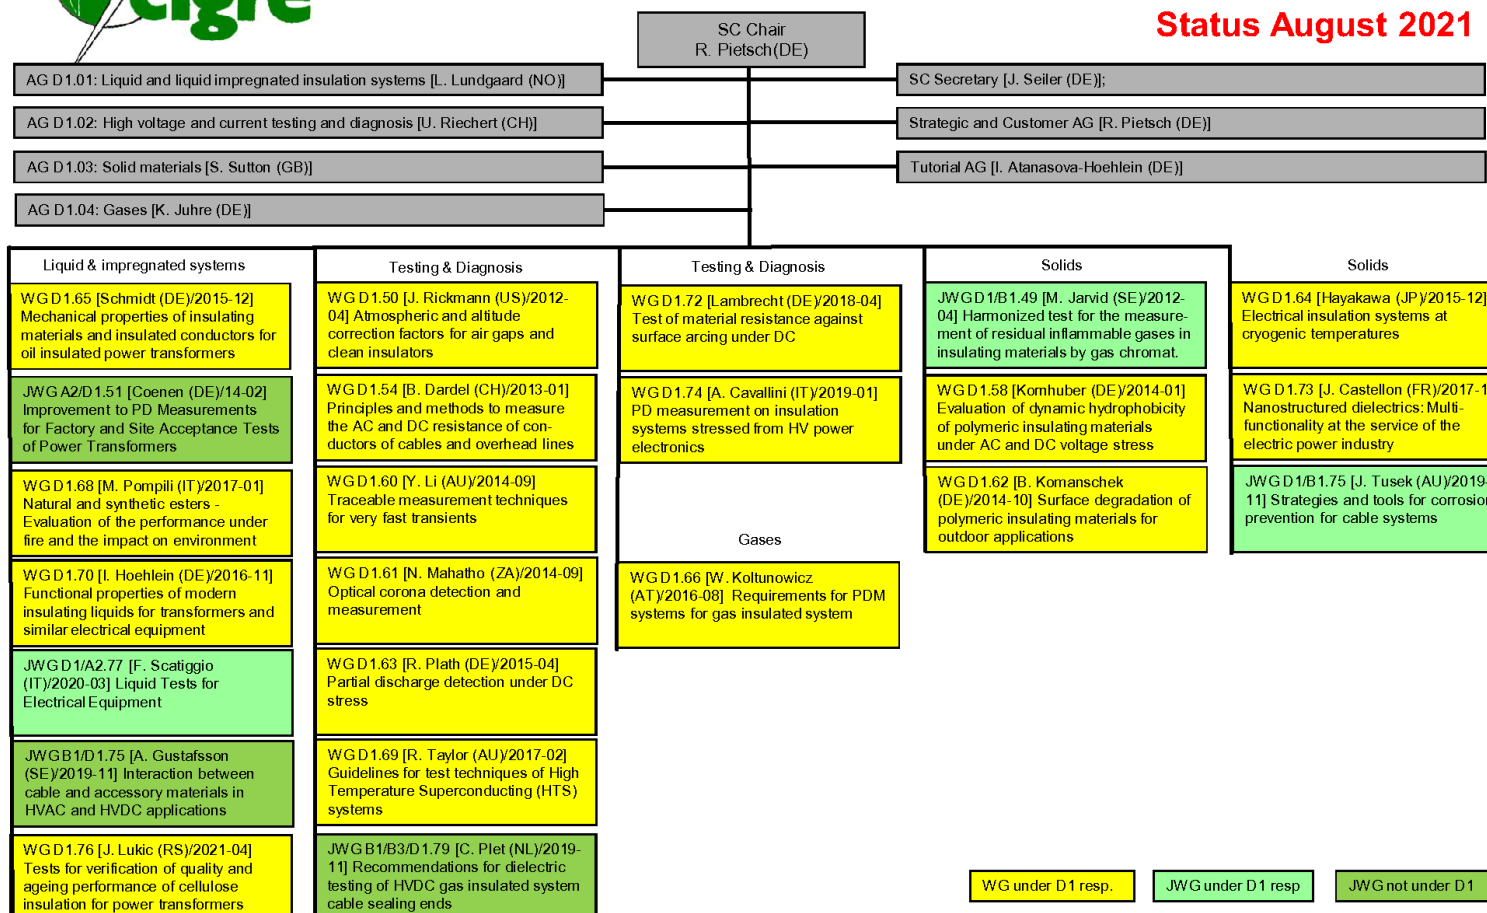 cigre
Status August 2021
SC Chair
R. Pietsch(DE)
AG D1.01: Liquid and liquid impregnated insulation systems [L. Lundgaard (NO)]
SC Secretary [J. Seiler (DE)];
AG D1.02: High voltage and current testing and diagnosis [U. Riechert (CH)]
Strategic and Customer AG [R. Pietsch (DE)]
AG D1.03: Solid materials [S. Sutton (GB)]
Tutorial AG [I. Atanasova-Hoehlein (DE)]
AG D1.04: Gases [K. Juhre (DE)]
Liquid & impregnated systems
WG D1.65 [Schmidt (DE)/2015-12]
Mechanical properties of insulating
materials and insulated conductors for
oil insulated power transformers
JWG A2/D1.51 [Coenen (DE)/14-02]
Improvement to PD Measurements
for Factory and Site Acceptance Tests
of Power Transformers
WG D1.68 [M. Pompili (IT)/2017-01]
Natural and synthetic esters -
Evaluation of the performance under
fire and the impact on environment
WG D1.70 [I. Hoehlein (DE)/2016-11]
Functional properties of modern
insulating liquids for transformers and
similar electrical equipment
JWG D1/A2.77 [F. Scatiggio
(IT)/2020-03] Liquid Tests for
Electrical Equipment
JWG B1/D1.75 [A. Gustafsson
(SE)/2019-11] Interaction between
cable and accessory materials in
HVAC and HVDC applications
WG D1.76 [J. Lukic (RS)/2021-04]
Tests for verification of quality and
ageing performance of cellulose
insulation for power transformers
Testing & Diagnosis
WG D1.50 [J. Rickmann (US)/2012-
04] Atmospheric and altitude
correction factors for air gaps and
clean insulators
WG D1.54 [B. Dardel (CH)/2013-01]
Principles and methods to measure
the AC and DC resistance of con-
ductors of cables and overhead lines
WG D1.60 [Y. Li (AU)/2014-09]
Traceable measurement techniques
for very fast transients
WG D1.61 [N. Mahatho (ZA)/2014-09]
Optical corona detection and
measurement
WG D1.63 [R. Plath (DE)/2015-04]
Partial discharge detection under DC
stress
WG D1.69 [R. Taylor (AU)/2017-02]
Guidelines for test techniques of High
Temperature Superconducting (HTS)
systems
JWG B1/B3/D1.79 [C. Plet (NL)/2019-
11] Recommendations for dielectric
testing of HVDC gas insulated system
cable sealing ends
Testing & Diagnosis
WG D1.72 [Lambrecht (DE)/2018-04]
Test of material resistance against
surface arcing under DC
WG D1.74 [A. Cavallini (IT)/2019-01]
PD measurement on insulation
systems stressed from HV power
electronics
Gases
WG D1.66 [W. Koltunowicz
(AT)/2016-08] Requirements for PDM
systems for gas insulated system
Solids
JWG D1/B1.49 [M. Jarvid (SE)/2012-
04] Harmonized test for the measure-
ment of residual inflammable gases in
insulating materials by gas chromat.
WG D1.58 [Kornhuber (DE)/2014-01]
Evaluation of dynamic hydrophobicity
of polymeric insulating materials
under AC and DC voltage stress
WG D1.62 [B. Komanschek
(DE)/2014-10] Surface degradation of
polymeric insulating materials for
outdoor applications
Solids
WG D1.64 [Hayakawa (JP)/2015-12]
Electrical insulation systems at
cryogenic temperatures
WG D1.73 [J. Castellon (FR)/2017-1
Nanostructured dielectrics: Multi-
functionality at the service of the
electric power industry
JWG D1/B1.75 [J. Tusek (AU)/2019-
11] Strategies and tools for corrosion
prevention for cable systems
WG under D1 resp.
JWG under D1 resp
JWG not under D1